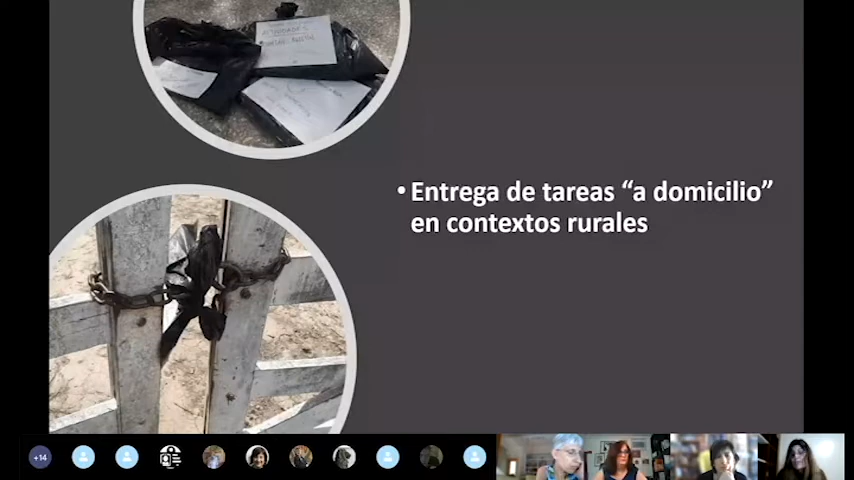 • Entrega de tareas “a domicilio”
en contextos rurales
+14